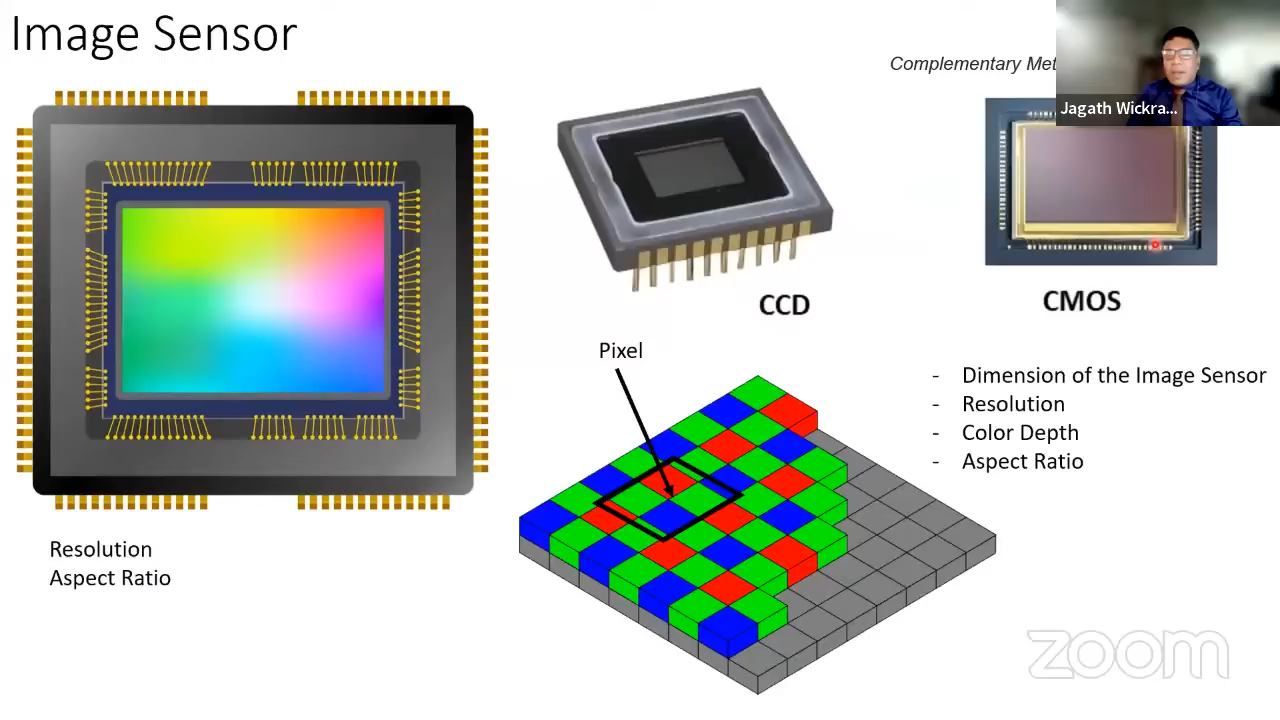 Image Sensor
Complementary Met
Jagath Wickra...
CCD
CMOS
Pixel
- Dimension of the Image Sensor
- Resolution
- Color Depth
- Aspect Ratio
Resolution
Aspect Ratio
zoom